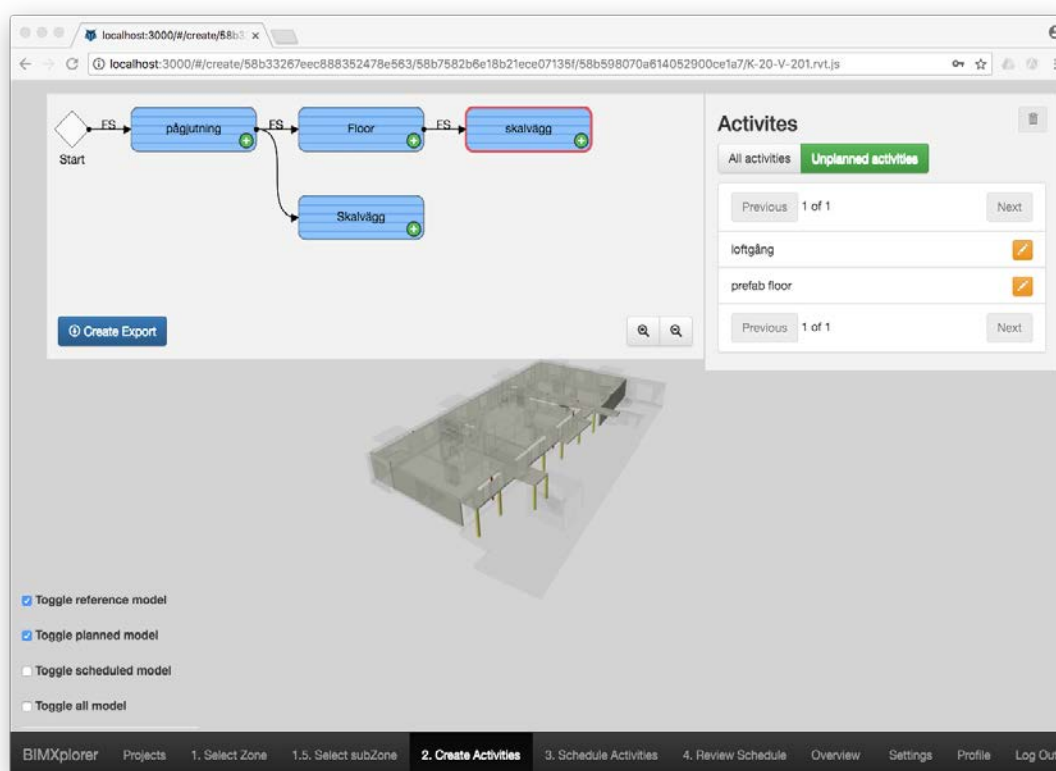 localhost:3000/#/create/58b3
localhost:3000/#/create/58b33267eec888352478e563/58b7582b6e18b21ece07135f/58b598070a614052900ce1a7/K-20-V-201.rvt.js
FS
pågjutning
FS
Floor
FS
skalvägg
Start
Skalvägg
Create Export
Activites
All activities
Unplanned activities
Previous
1 of 1
Next
loftgång
prefab floor
Previous
1 of 1
Next
Toggle reference model
Toggle planned model
Toggle scheduled model
Toggle all model
BIMXplorer Projects 1. Select Zone 1.5. Select subZone 2. Create Activities 3. Schedule Activities 4. Review Schedule Overview Settings Profile Log Out